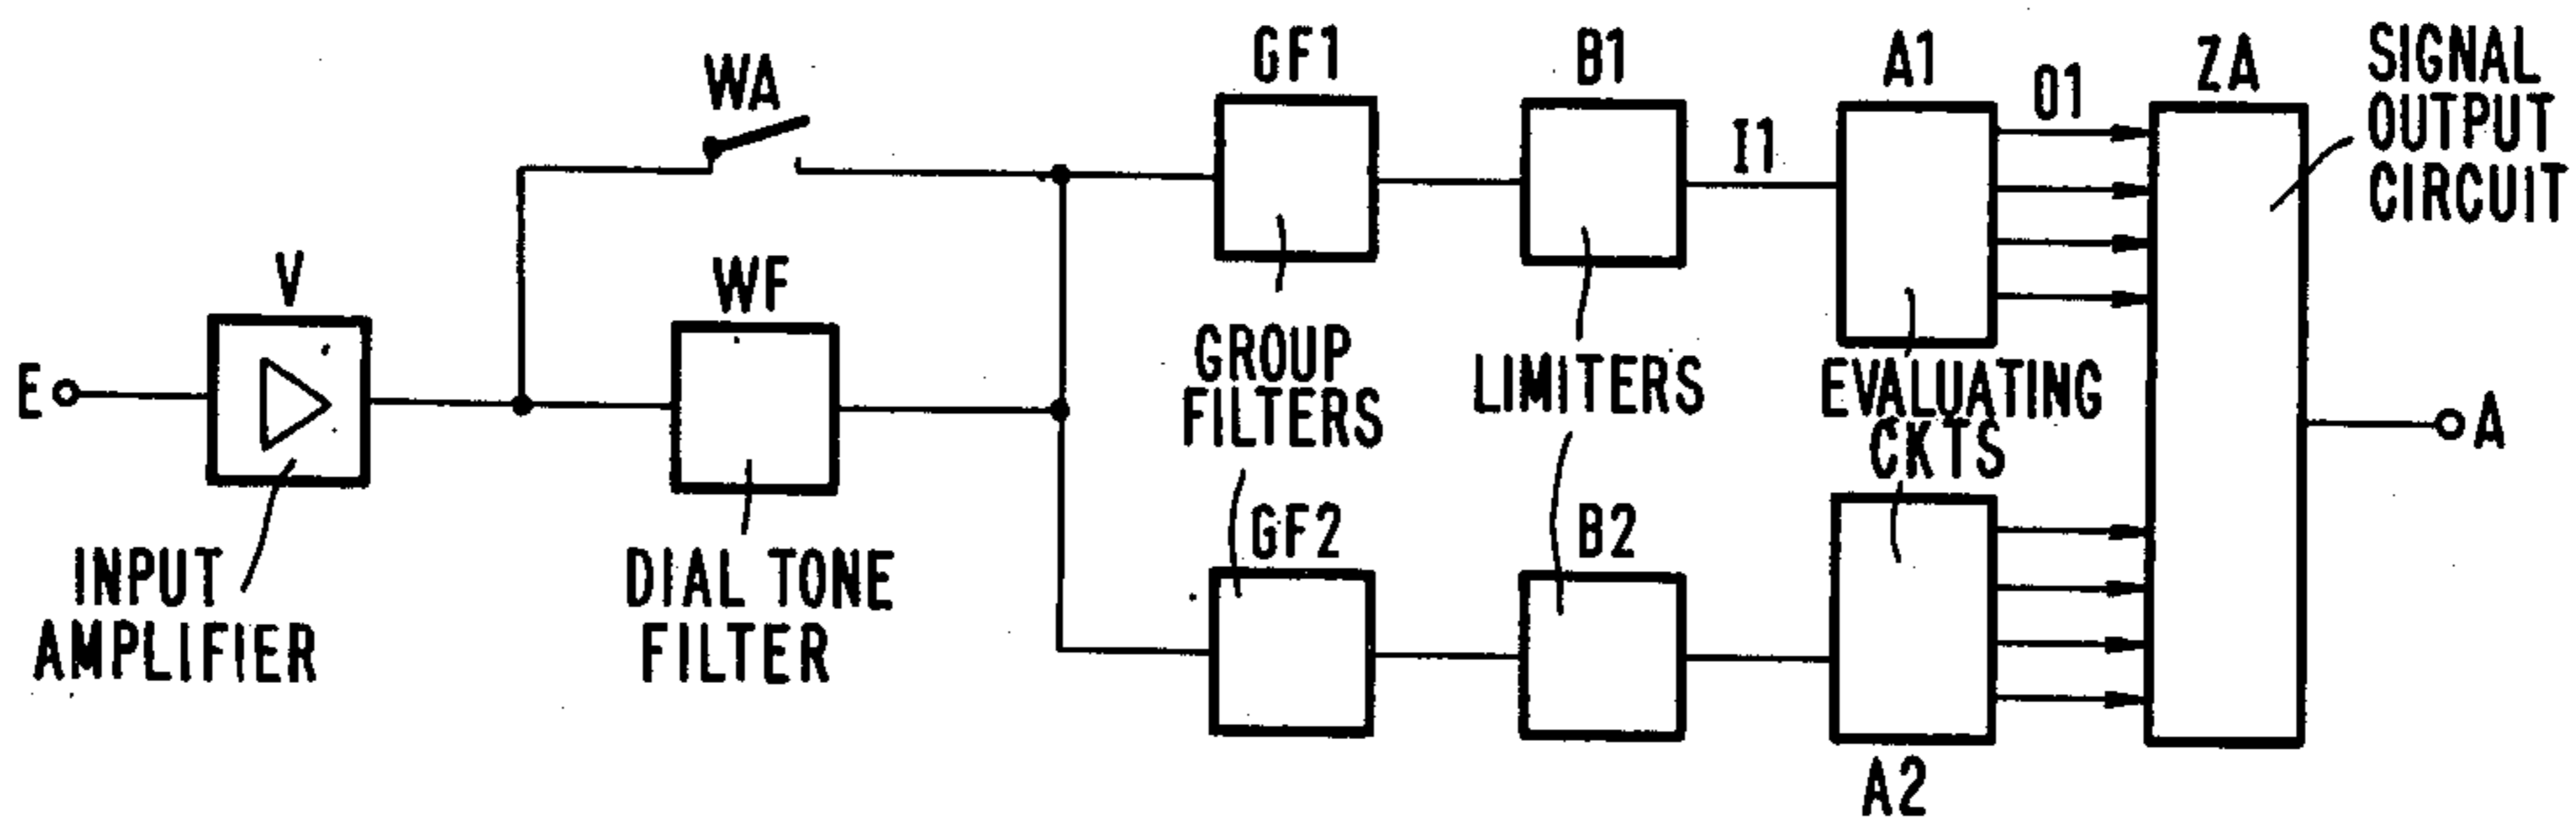 E
V
INPUT
AMPLIFIER
WA
WF
DIAL TONE
FILTER
GF1
GROUP
FILTERS
GF2
B1
LIMITERS
B2
I1
A1
EVALUATING
CKTS
A2
O1
ZA
SIGNAL
OUTPUT
CIRCUIT
A